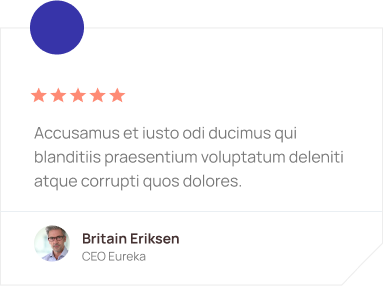 Accusamus et iusto odi ducimus qui
blanditiis praesentium voluptatum deleniti
atque corrupti quos dolores.
Britain Eriksen
CEO Eureka